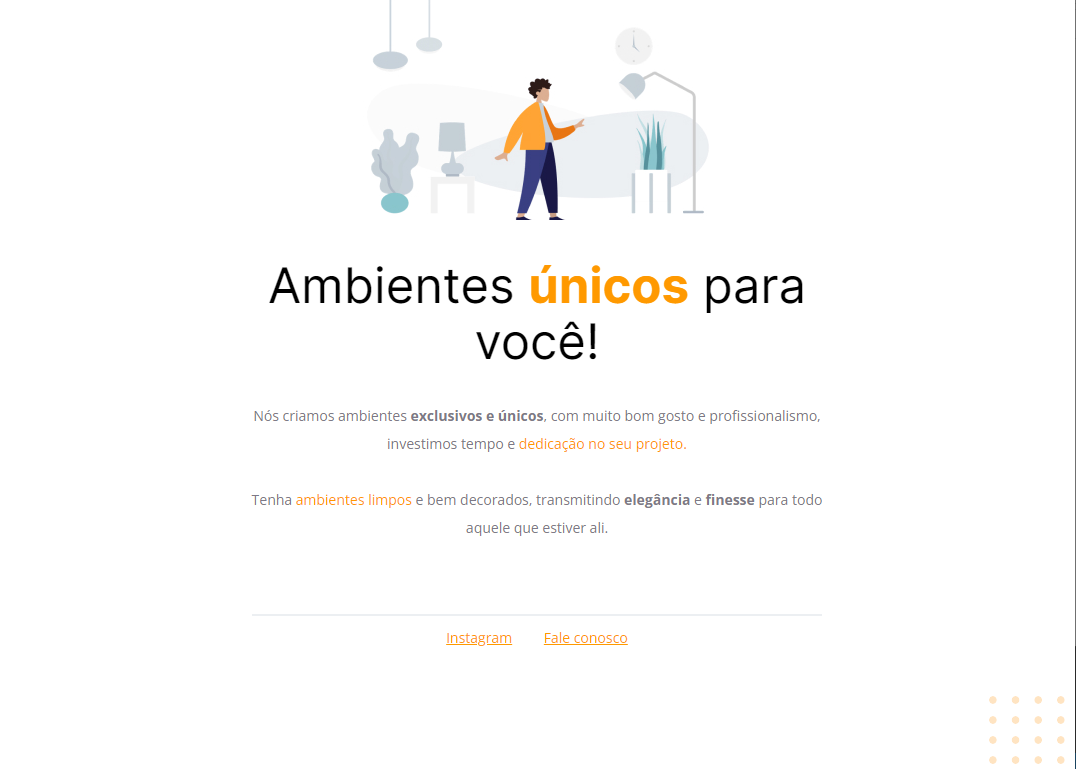 Ambientes únicos para
você!
Nós criamos ambientes exclusivos e únicos, com muito bom gosto e profissionalismo,
investimos tempo e dedicação no seu projeto.
Tenha ambientes limpos e bem decorados, transmitindo elegância e finesse para todo
aquele que estiver ali.
Instagram Fale conosco